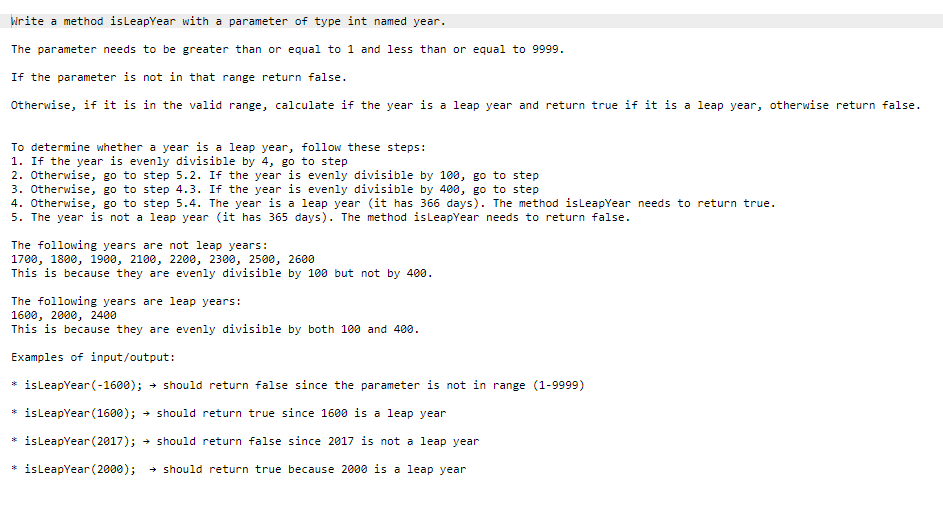 Write a method isLeapYear with a parameter of type int named year.
The parameter needs to be greater than or equal to 1 and less than or equal to 9999.
If the parameter is not in that range return false.
Otherwise, if it is in the valid range, calculate if the year is a leap year and return true if it is a leap year, otherwise return false.
To determine whether a year is a leap year, follow these steps:
1. If the year is evenly divisible by 4, go to step
2. Otherwise, go to step 5.2. If the year is evenly divisible by 100, go to step
3. Otherwise, go to step 4.3. If the year is evenly divisible by 400, go to step
4. Otherwise, go to step 5.4. The year is a leap year (it has 366 days). The method isLeapYear needs to return true.
5. The year is not a leap year (it has 365 days). The method isLeapYear needs to return false.
The following years are not leap years:
1700, 1800, 1900, 2100, 2200, 2300, 2500, 2600
This is because they are evenly divisible by 100 but not by 400.
The following years are leap years:
1600, 2000, 2400
This is because they are evenly divisible by both 100 and 400.
Examples of input/output:
* isLeapYear(-1600); → should return false since the parameter is not in range (1-9999)
* isLeapYear(1600); → should return true since 1600 is a leap year
* isLeapYear(2017); → should return false since 2017 is not a leap year
* isLeapYear(2000);  → should return true because 2000 is a leap year